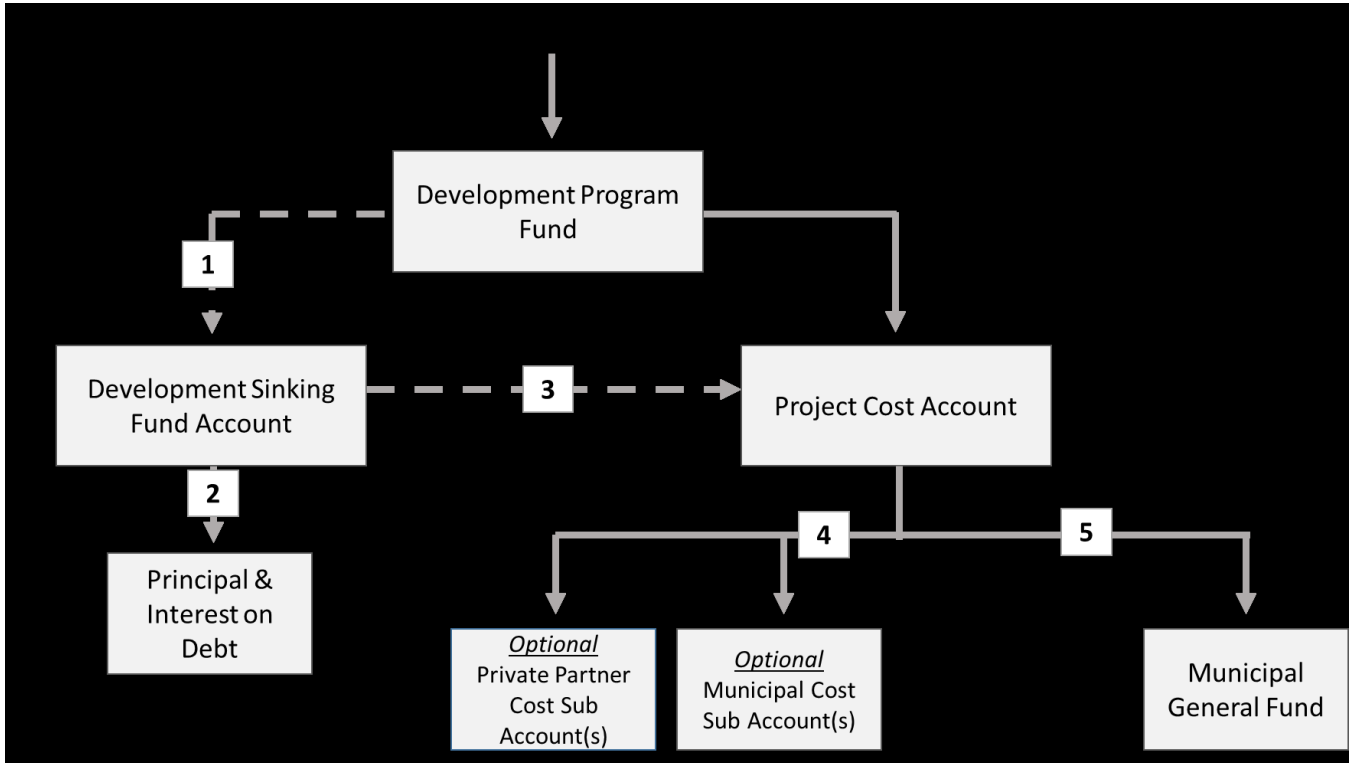 Development Program
Fund
1
Development Sinking
Fund Account
3
Project Cost Account
2
4
5
Principal &
Interest on
Debt
Optional
Private Partner
Cost Sub
Account(s)
Optional
Municipal Cost
Sub Account(s)
Municipal
General Fund